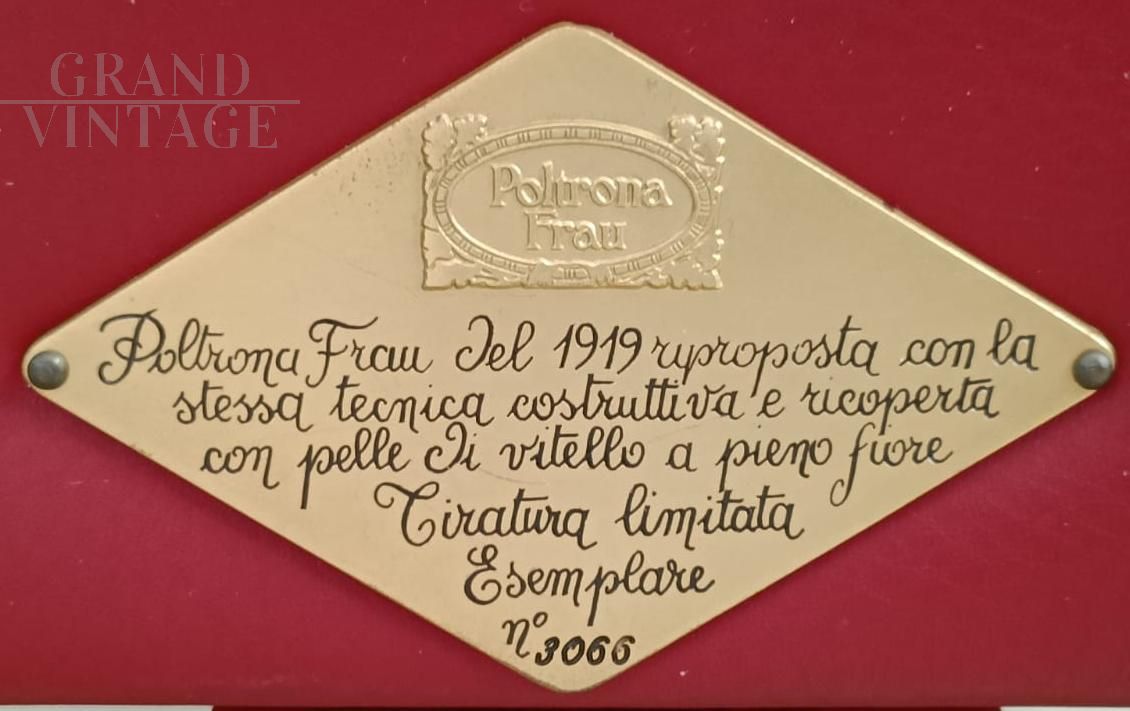 GRAND
VINTAGE
Poltrona
Frau
Poltrona Frau del 1919 riproposta con la
stessa tecnica costruttiva e ricoperta
con pelle di vitello a pieno fiore
Tiratura limitata
Esemplare
n° 3066